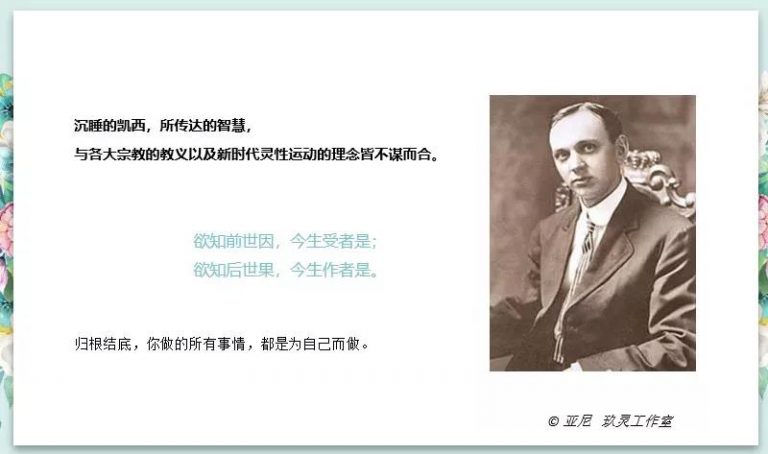 沉睡的凯西，所传达的智慧，
与各大宗教的教义以及新时代灵性运动的理念皆不谋而合。
欲知前世因，今生受者是；
欲知后世果，今生作者是。
归根结底，你做的所有事情，都是为自己而做。
© 亚尼 玖灵工作室